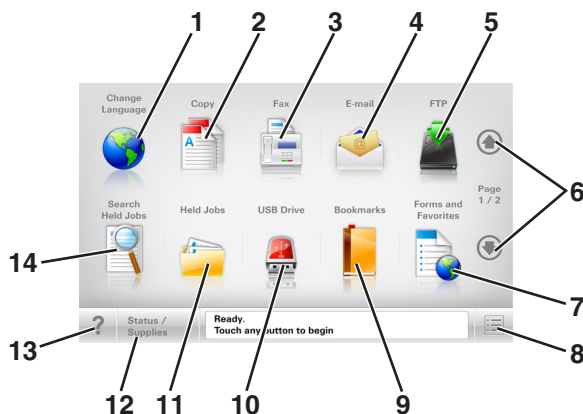 1 2 3 4 5
Change
Language
Copy
Fax
E-mail
FTP
A
@
6
Page
1 / 2
Search
Held Jobs
Held Jobs
USB Drive
Bookmarks
Forms and
Favorites
14
7
?
Status /
Supplies
Ready.
Touch any button to begin
13 12 11 10 9 8